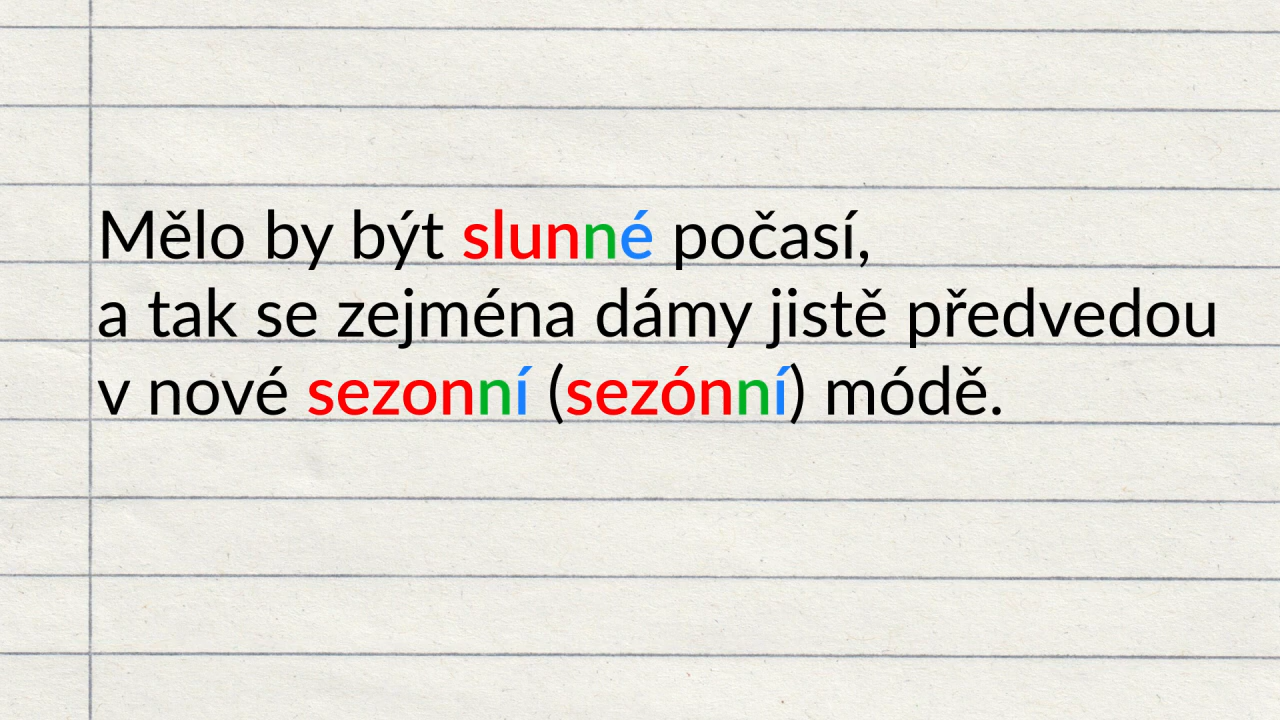 Mělo by být slunné počasí,
a tak se zejména dámy jistě předvedou
v nové sezonní (sezónní) módě.